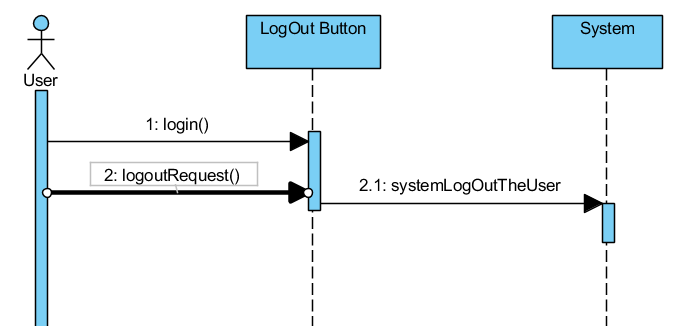 LogOut Button
System
User
1: login()
2: logoutRequest()
2.1: systemLogOutTheUser